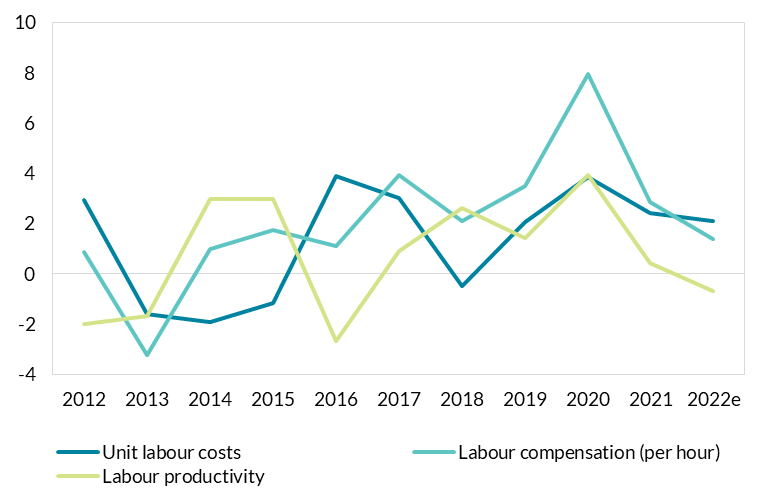 10
8
6
4
2
0
-2
-4
2012 2013 2014 2015 2016 2017 2018 2019 2020 2021 2022e
Unit labour costs Labour compensation (per hour)
Labour productivity